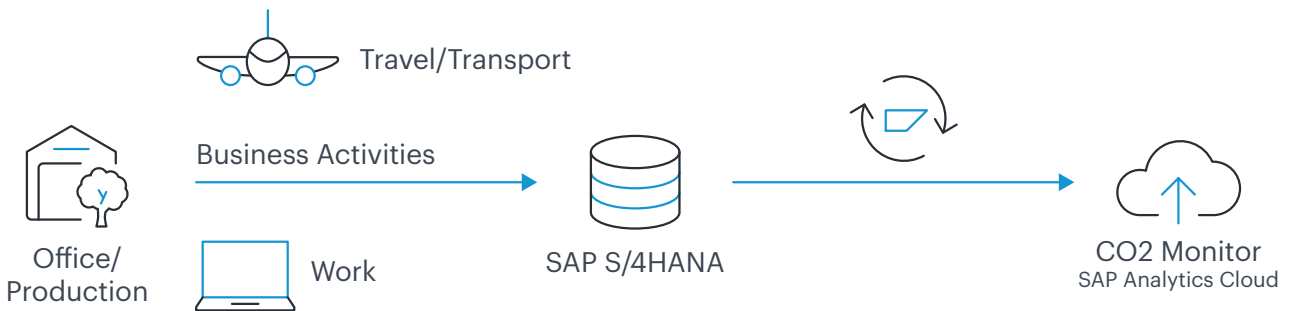 Travel/Transport
Business Activities
Office/
Production
Work
SAP S/4HANA
CO2 Monitor
SAP Analytics Cloud